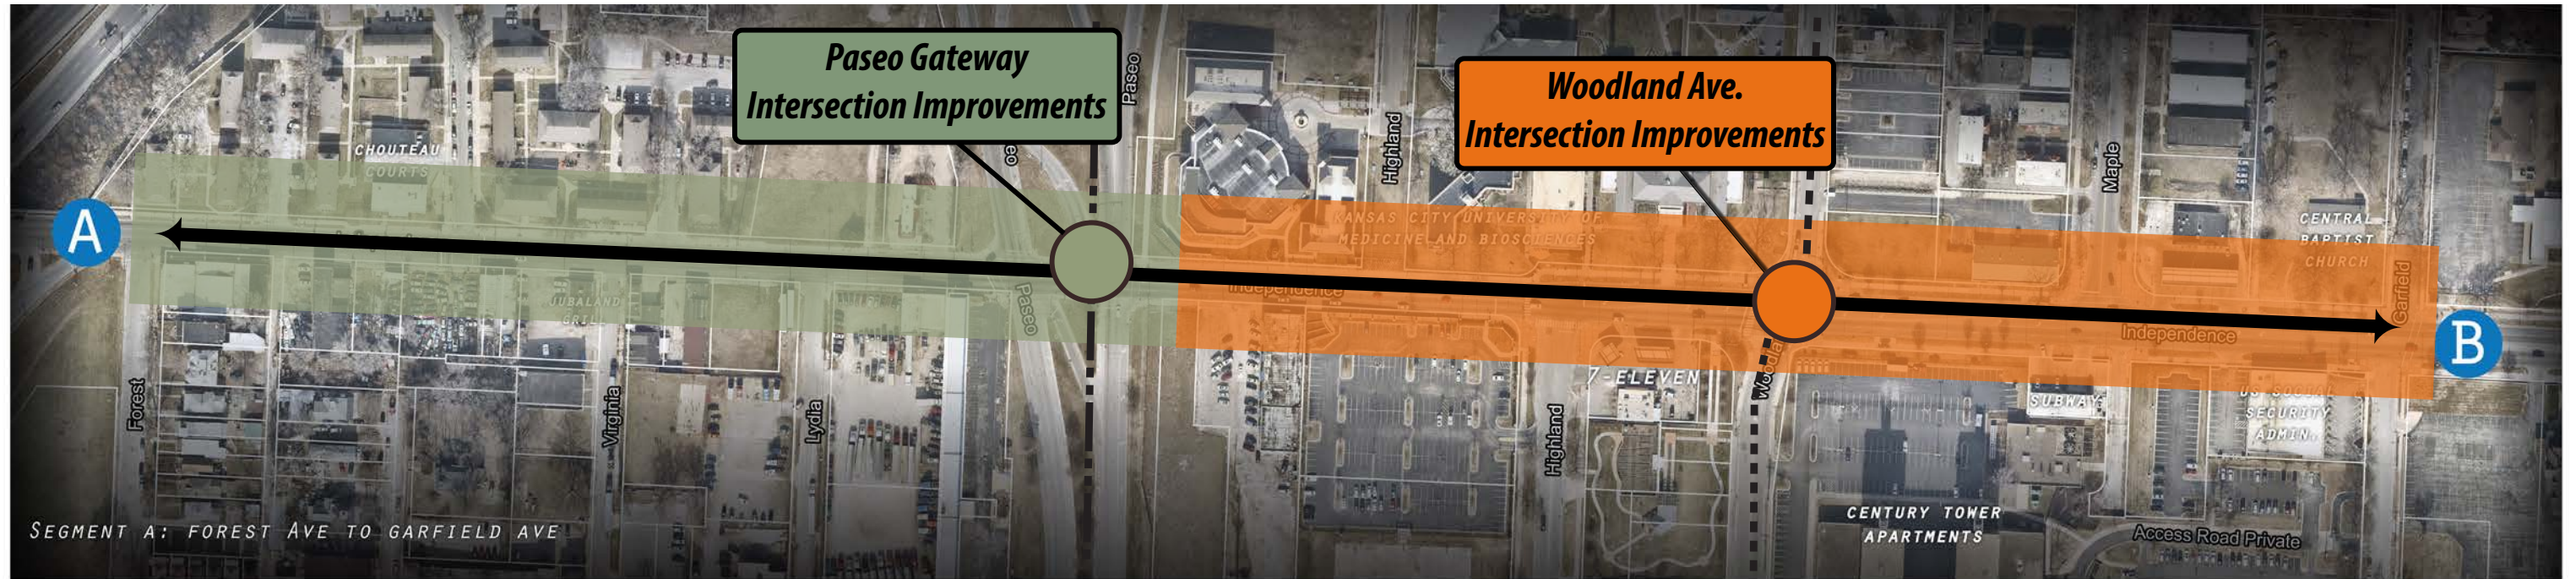 Paseo Gateway
Intersection Improvements
Woodland Ave.
Intersection Improvements
Paseo
Highland
Maple
CHOUTEAU
COURTS
A
KANSAS CITY UNIVERSITY OF
MEDICINE AND BIOSCIENCES
CENTRAL
BAPTIST
CHURCH
Garfield
Independence
JUBALAND
GRILL
Paseo
Independence
B
Forest
Virginia
Lydia
Highland
7-ELEVEN
SUBWAY
US SOCIAL
SECURITY
ADMIN.
SEGMENT A: FOREST AVE TO GARFIELD AVE
CENTURY TOWER
APARTMENTS
Access Road Private